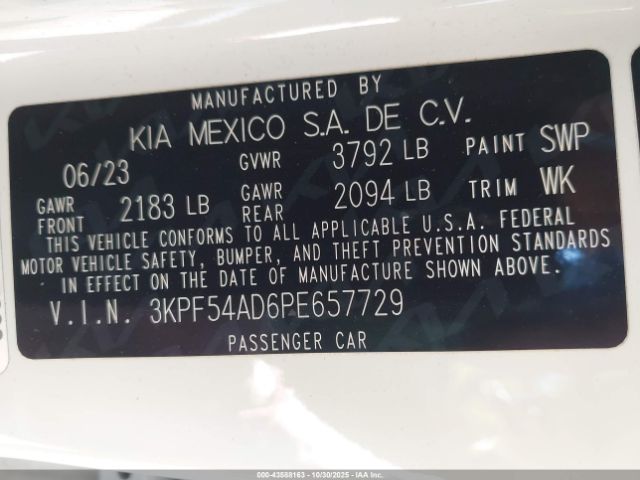 MANUFACTURED BY
KIA MEXICO S.A. DE C.V.
06/23 GVWR 3792 LB PAINT SWP
GAWR FRONT 2183 LB GAWR REAR 2094 LB TRIM WK
THIS VEHICLE CONFORMS TO ALL APPLICABLE U.S.A. FEDERAL
MOTOR VEHICLE SAFETY, BUMPER, AND THEFT PREVENTION STANDARDS
IN EFFECT ON THE DATE OF MANUFACTURE SHOWN ABOVE.
V.I.N. 3KPF54AD6PE657729
PASSENGER CAR
000-43588163 - 10/30/2025 - IAA Inc.